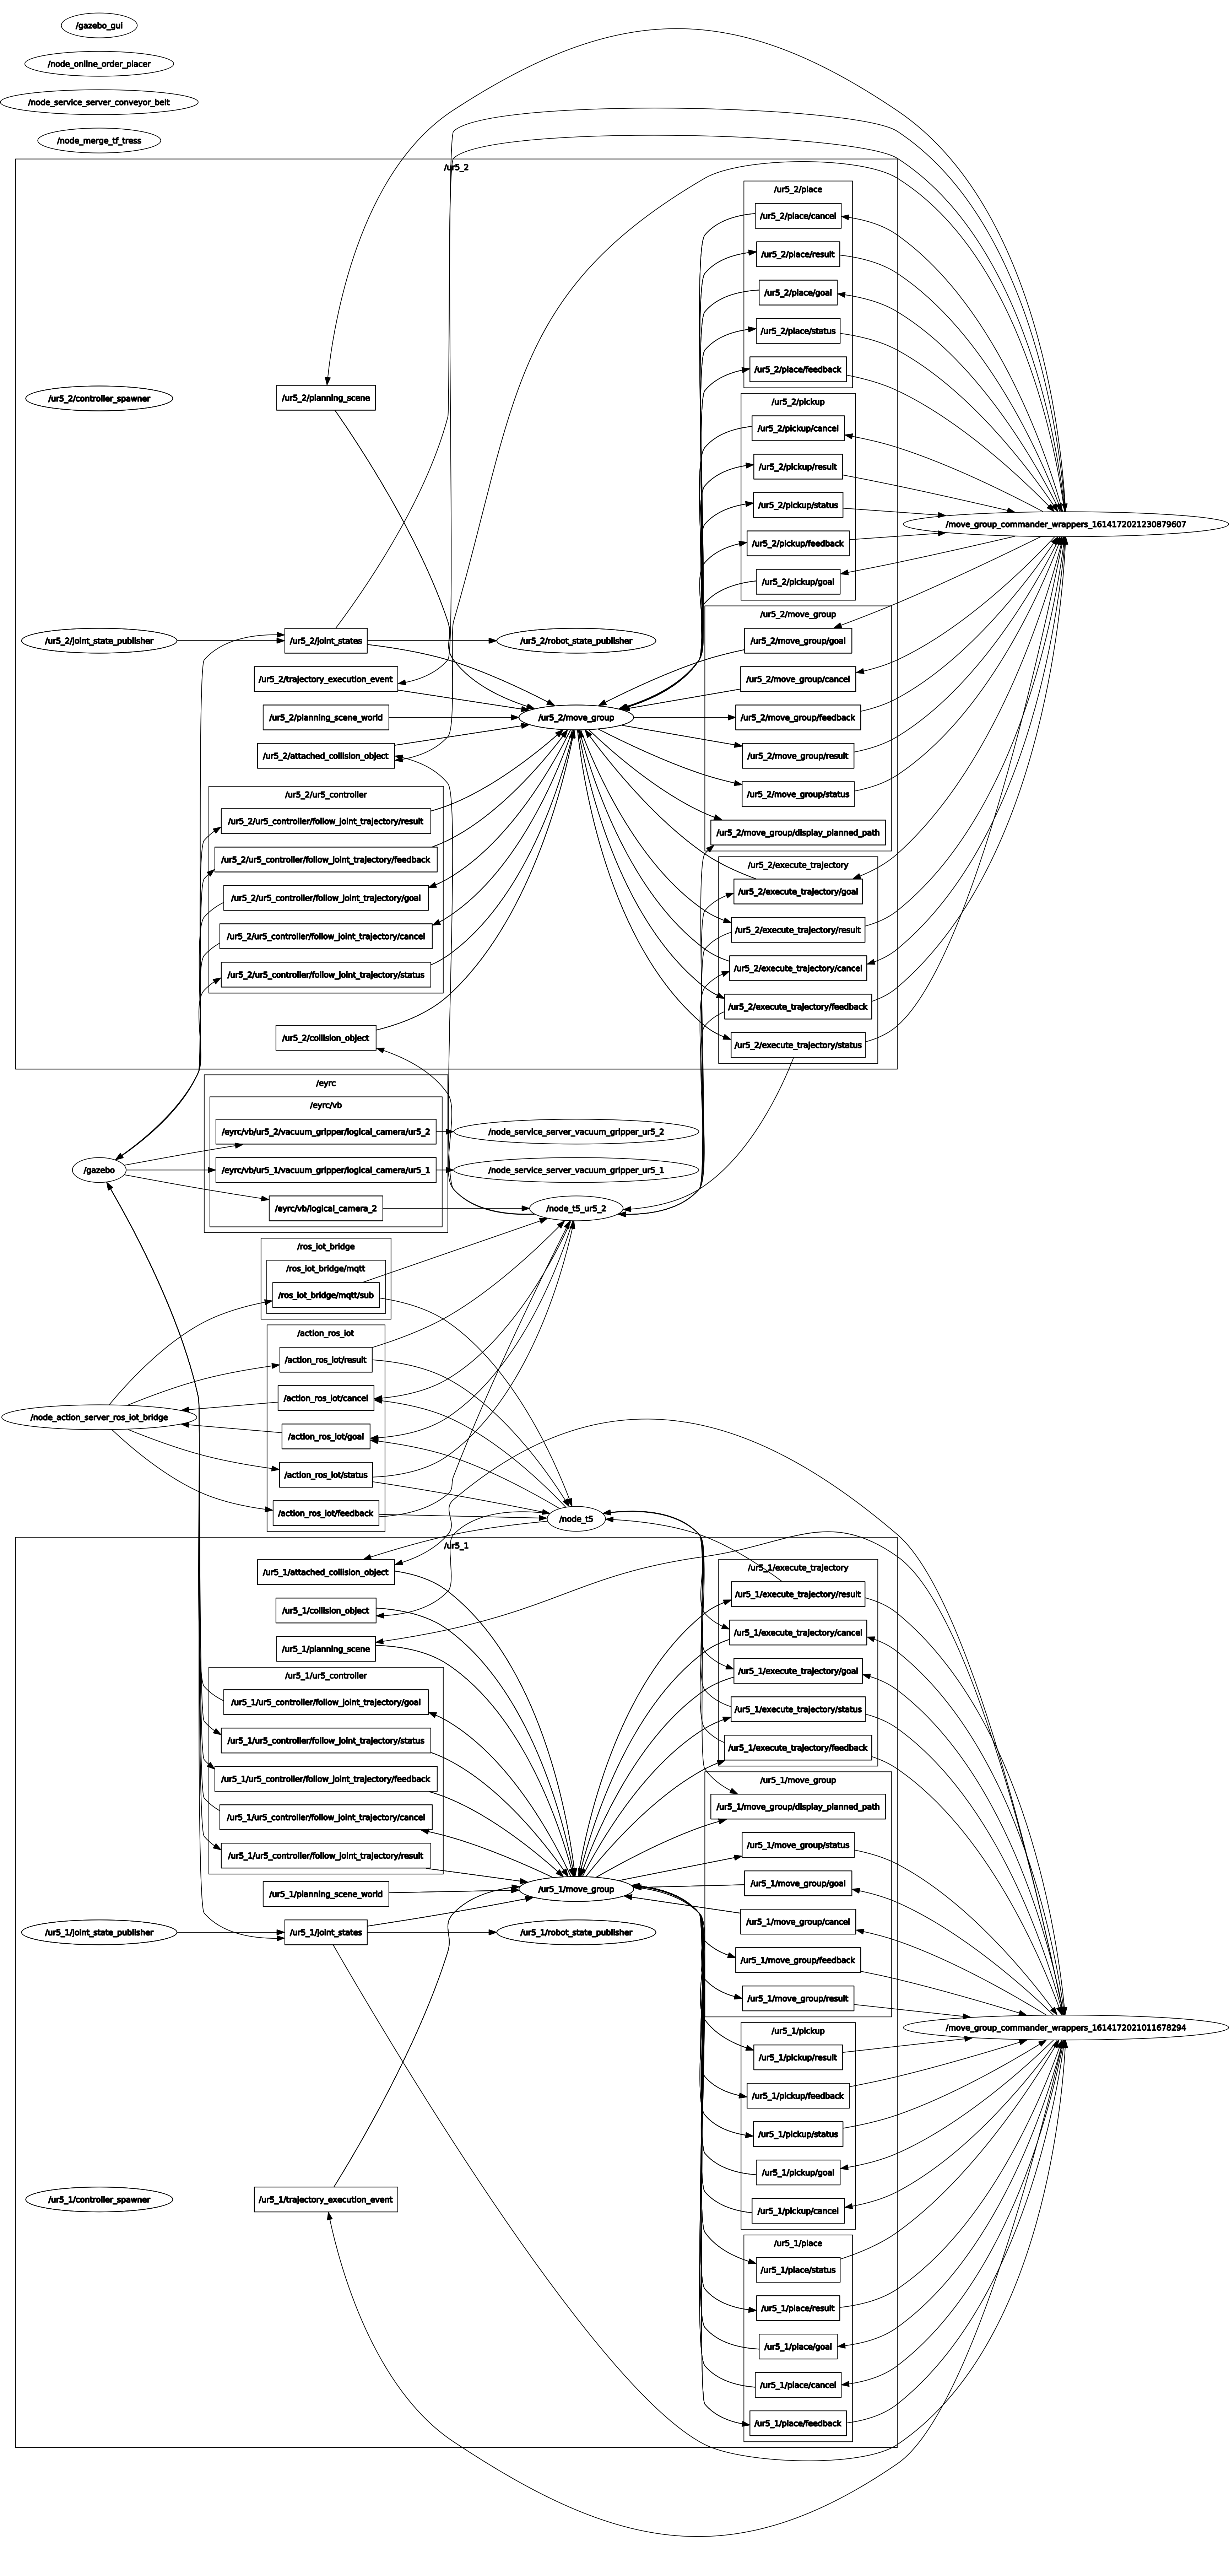 /gazebo_gui
/node_online_order_placer
/node_service_server_conveyor_belt
/node_merge_tf_tress
/ur5_2
/ur5_2/place
/ur5_2/place/cancel
/ur5_2/place/result
/ur5_2/place/goal
/ur5_2/place/status
/ur5_2/place/feedback
/ur5_2/controller_spawner
/ur5_2/planning_scene
/ur5_2/pickup
/ur5_2/pickup/cancel
/ur5_2/pickup/result
/ur5_2/pickup/status
/ur5_2/pickup/feedback
/ur5_2/pickup/goal
/move_group_commander_wrappers_1614172021230879607
/ur5_2/move_group
/ur5_2/joint_state_publisher
/ur5_2/joint_states
/ur5_2/robot_state_publisher
/ur5_2/move_group/goal
/ur5_2/trajectory_execution_event
/ur5_2/move_group/cancel
/ur5_2/planning_scene_world
/ur5_2/move_group
/ur5_2/move_group/feedback
/ur5_2/attached_collision_object
/ur5_2/move_group/result
/ur5_2/ur5_controller
/ur5_2/move_group/status
/ur5_2/ur5_controller/follow_joint_trajectory/result
/ur5_2/move_group/display_planned_path
/ur5_2/ur5_controller/follow_joint_trajectory/feedback
/ur5_2/execute_trajectory
/ur5_2/ur5_controller/follow_joint_trajectory/goal
/ur5_2/execute_trajectory/goal
/ur5_2/ur5_controller/follow_joint_trajectory/cancel
/ur5_2/execute_trajectory/result
/ur5_2/ur5_controller/follow_joint_trajectory/status
/ur5_2/execute_trajectory/cancel
/ur5_2/execute_trajectory/feedback
/ur5_2/collision_object
/ur5_2/execute_trajectory/status
/eyrc
/eyrc/vb
/eyrc/vb/ur5_2/vacuum_gripper/logical_camera/ur5_2
/node_service_server_vacuum_gripper_ur5_2
/gazebo
/eyrc/vb/ur5_1/vacuum_gripper/logical_camera/ur5_1
/node_service_server_vacuum_gripper_ur5_1
/eyrc/vb/logical_camera_2
/node_t5_ur5_2
/ros_iot_bridge
/ros_iot_bridge/mqtt
/ros_iot_bridge/mqtt/sub
/action_ros_iot
/action_ros_iot/result
/action_ros_iot/cancel
/node_action_server_ros_iot_bridge
/action_ros_iot/goal
/action_ros_iot/status
/action_ros_iot/feedback
/node_t5
/ur5_1
/ur5_1/attached_collision_object
/ur5_1/execute_trajectory
/ur5_1/execute_trajectory/result
/ur5_1/collision_object
/ur5_1/execute_trajectory/cancel
/ur5_1/planning_scene
/ur5_1/execute_trajectory/goal
/ur5_1/ur5_controller
/ur5_1/ur5_controller/follow_joint_trajectory/goal
/ur5_1/execute_trajectory/status
/ur5_1/ur5_controller/follow_joint_trajectory/status
/ur5_1/execute_trajectory/feedback
/ur5_1/ur5_controller/follow_joint_trajectory/feedback
/ur5_1/move_group
/ur5_1/move_group/display_planned_path
/ur5_1/ur5_controller/follow_joint_trajectory/cancel
/ur5_1/move_group/status
/ur5_1/ur5_controller/follow_joint_trajectory/result
/ur5_1/move_group/goal
/ur5_1/planning_scene_world
/ur5_1/move_group
/ur5_1/move_group/cancel
/ur5_1/joint_state_publisher
/ur5_1/joint_states
/ur5_1/robot_state_publisher
/ur5_1/move_group/feedback
/ur5_1/move_group/result
/move_group_commander_wrappers_1614172021011678294
/ur5_1/pickup
/ur5_1/pickup/result
/ur5_1/pickup/feedback
/ur5_1/pickup/status
/ur5_1/pickup/goal
/ur5_1/controller_spawner
/ur5_1/trajectory_execution_event
/ur5_1/pickup/cancel
/ur5_1/place
/ur5_1/place/status
/ur5_1/place/result
/ur5_1/place/goal
/ur5_1/place/cancel
/ur5_1/place/feedback